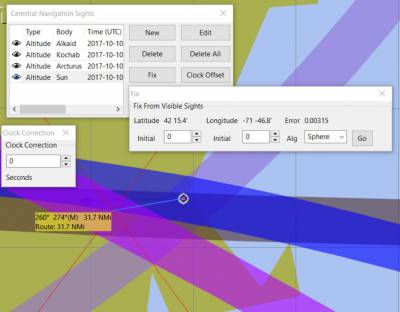 Celestial Navigation Sights
Type Body Time (UTC)
Altitude Alkaid 2017-10-10
Altitude Kochab 2017-10-10
Altitude Arcturus 2017-10-10
Altitude Sun 2017-10-10
New Edit
Delete Delete All
Fix Clock Offset
Fix
Fix From Visible Sights
Latitude 42 15.4' Longitude -71 -46.8' Error 0.00315
Initial 0 Initial 0 Alg Sphere Go
Clock Correction
Clock Correction
0
Seconds
260° 274°(M) 31.7 NMi
Route: 31.7 NMi